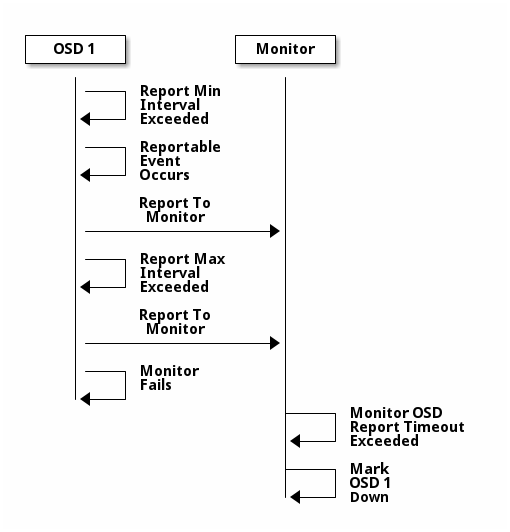 OSD 1
Monitor
Report Min
Interval
Exceeded
Reportable
Event
Occurs
Report To
Monitor
Report Max
Interval
Exceeded
Report To
Monitor
Monitor
Fails
Monitor OSD
Report Timeout
Exceeded
Mark
OSD 1
Down